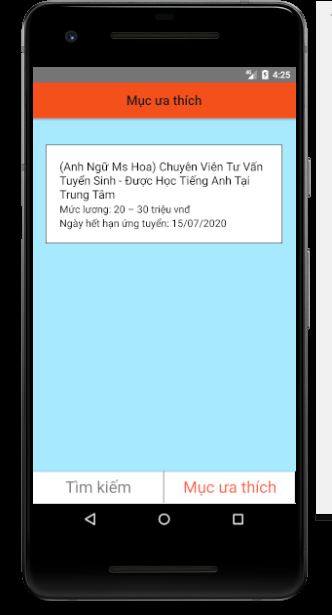 4:25
Mục ưa thích
(Anh Ngữ Ms Hoa) Chuyên Viên Tư Vấn
Tuyển Sinh - Được Học Tiếng Anh Tại
Trung Tâm
Mức lương: 20 – 30 triệu vnđ
Ngày hết hạn ứng tuyển: 15/07/2020
Tìm kiếm
Mục ưa thích